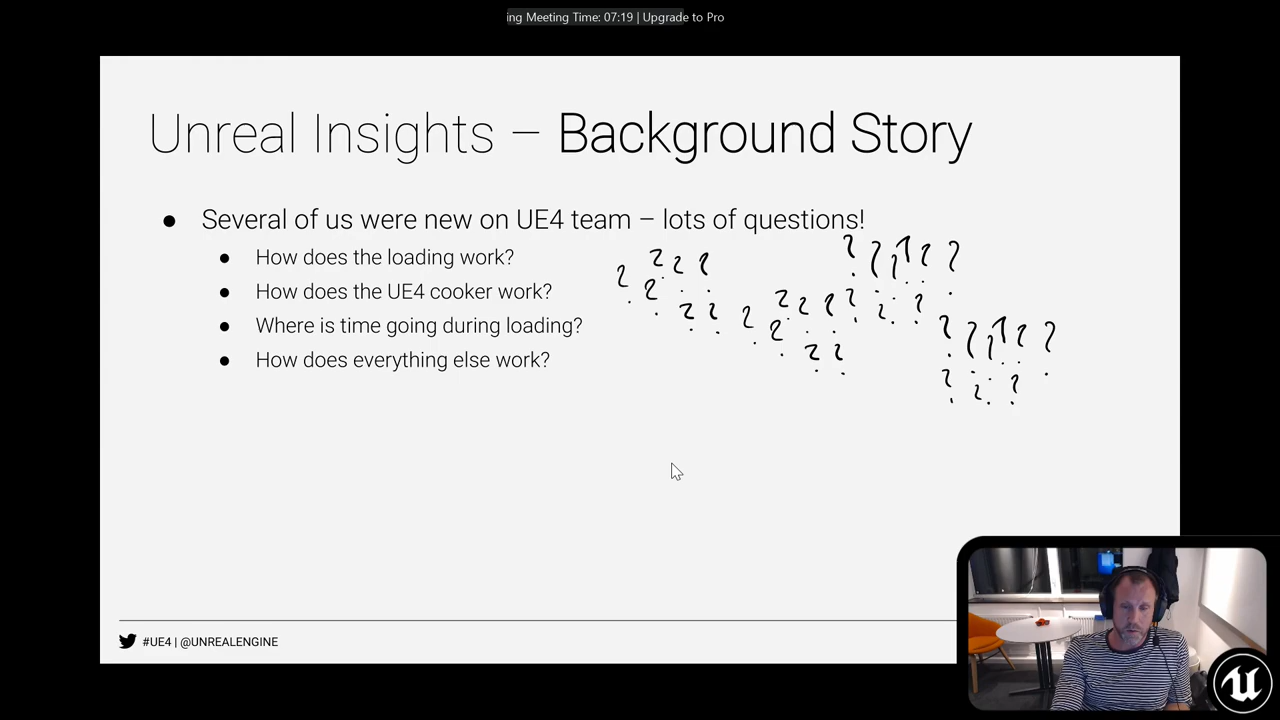 ing Meeting Time: 07:19 | Upgrade to Pro
Unreal Insights – Background Story
● Several of us were new on UE4 team – lots of questions!
● How does the loading work?
● How does the UE4 cooker work?
● Where is time going during loading?
● How does everything else work?
? ? ? ? ? ? ? ?
? ? ? ? ? ? ? ?
? ? ? ? ? ? ? ? ?
? ? ? ? ? ? ? ?
#UE4 | @UNREALENGINE